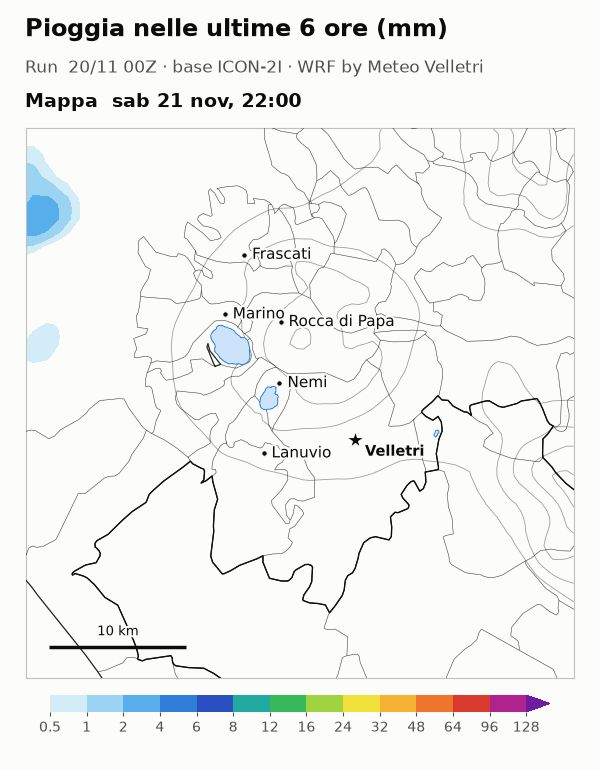 Pioggia nelle ultime 6 ore (mm)
Run  20/11 00Z · base ICON-2I · WRF by Meteo Velletri
Mappa  sab 21 nov, 22:00
Frascati
Marino
Rocca di Papa
Nemi
Velletri
Lanuvio
10 km
0.5 1 2 4 6 8 12 16 24 32 48 64 96 128